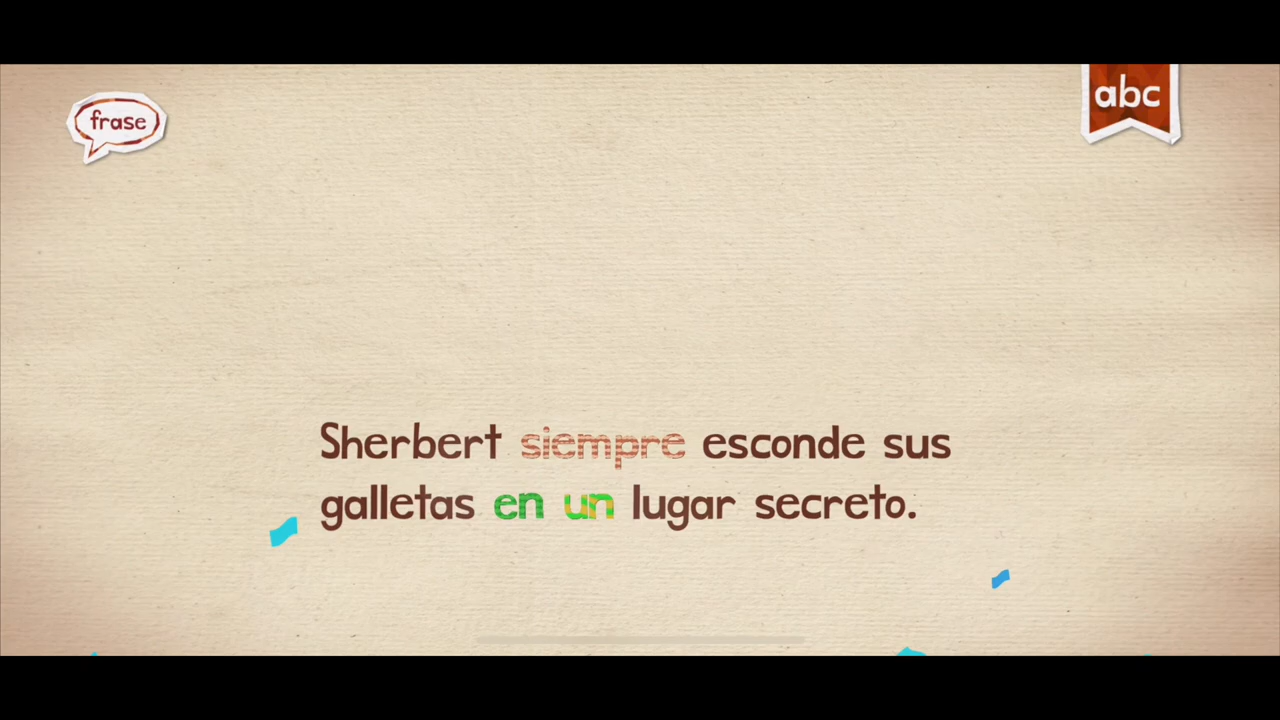 frase
abc
Sherbert siempre esconde sus
galletas en un lugar secreto.